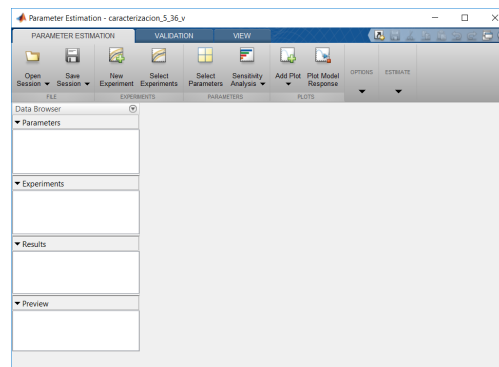 Parameter Estimation - caracterizacion_5_36_v
PARAMETER ESTIMATION VALIDATION VIEW
Open Session Save Session New Experiment Select Experiments Select Parameters Sensitivity Analysis Add Plot Plot Model Response OPTIONS ESTIMATE
FILE EXPERIMENTS PARAMETERS PLOTS
Data Browser
Parameters
Experiments
Results
Preview